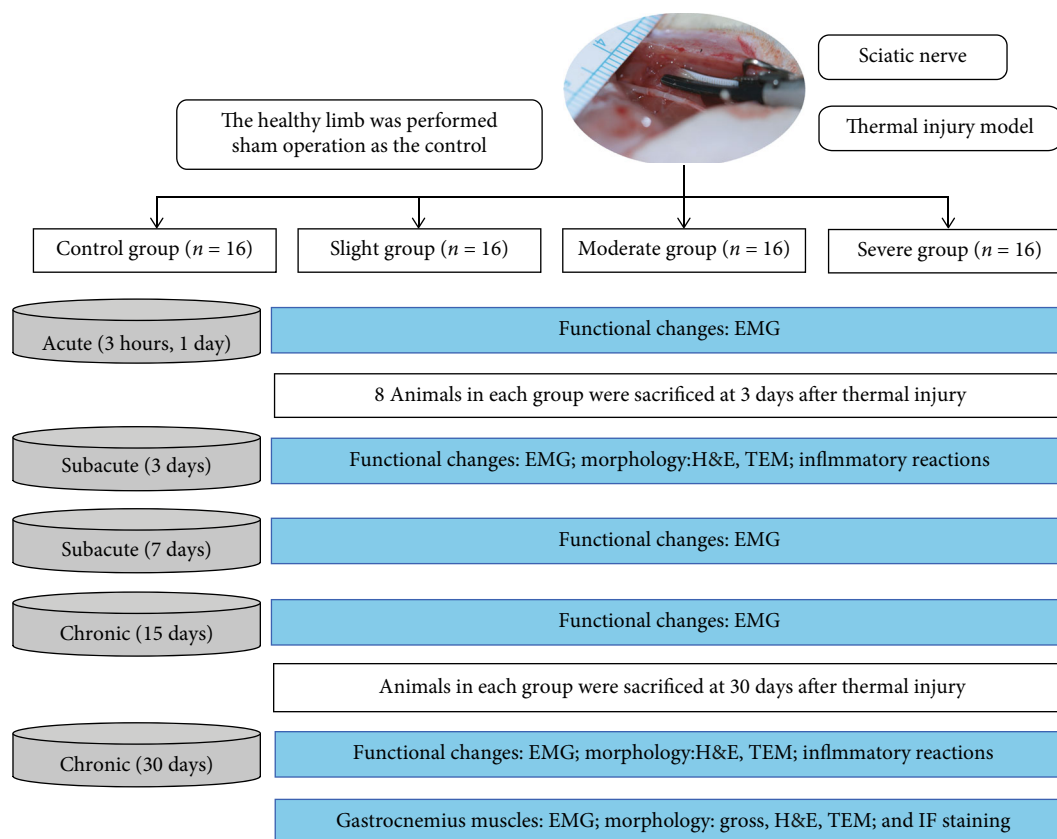 Sciatic nerve
The healthy limb was performed
sham operation as the control
Thermal injury model
Control group (n = 16)
Slight group (n = 16)
Moderate group (n = 16)
Severe group (n = 16)
Acute (3 hours, 1 day)
Functional changes: EMG
8 Animals in each group were sacrificed at 3 days after thermal injury
Subacute (3 days)
Functional changes: EMG; morphology:H&E, TEM; inflmmatory reactions
Subacute (7 days)
Functional changes: EMG
Chronic (15 days)
Functional changes: EMG
Animals in each group were sacrificed at 30 days after thermal injury
Chronic (30 days)
Functional changes: EMG; morphology:H&E, TEM; inflmmatory reactions
Gastrocnemius muscles: EMG; morphology: gross, H&E, TEM; and IF staining